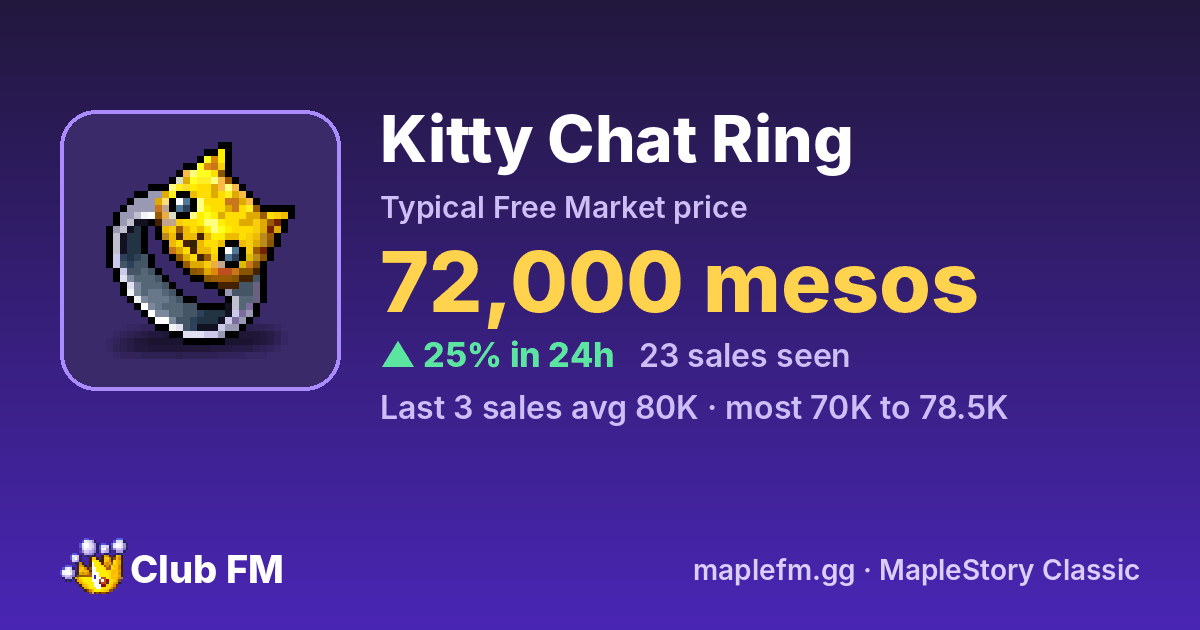 Kitty Chat Ring
Typical Free Market price
72,000 mesos
▲ 25% in 24h 23 sales seen
Last 3 sales avg 80K · most 70K to 78.5K
Club FM
maplefm.gg · MapleStory Classic